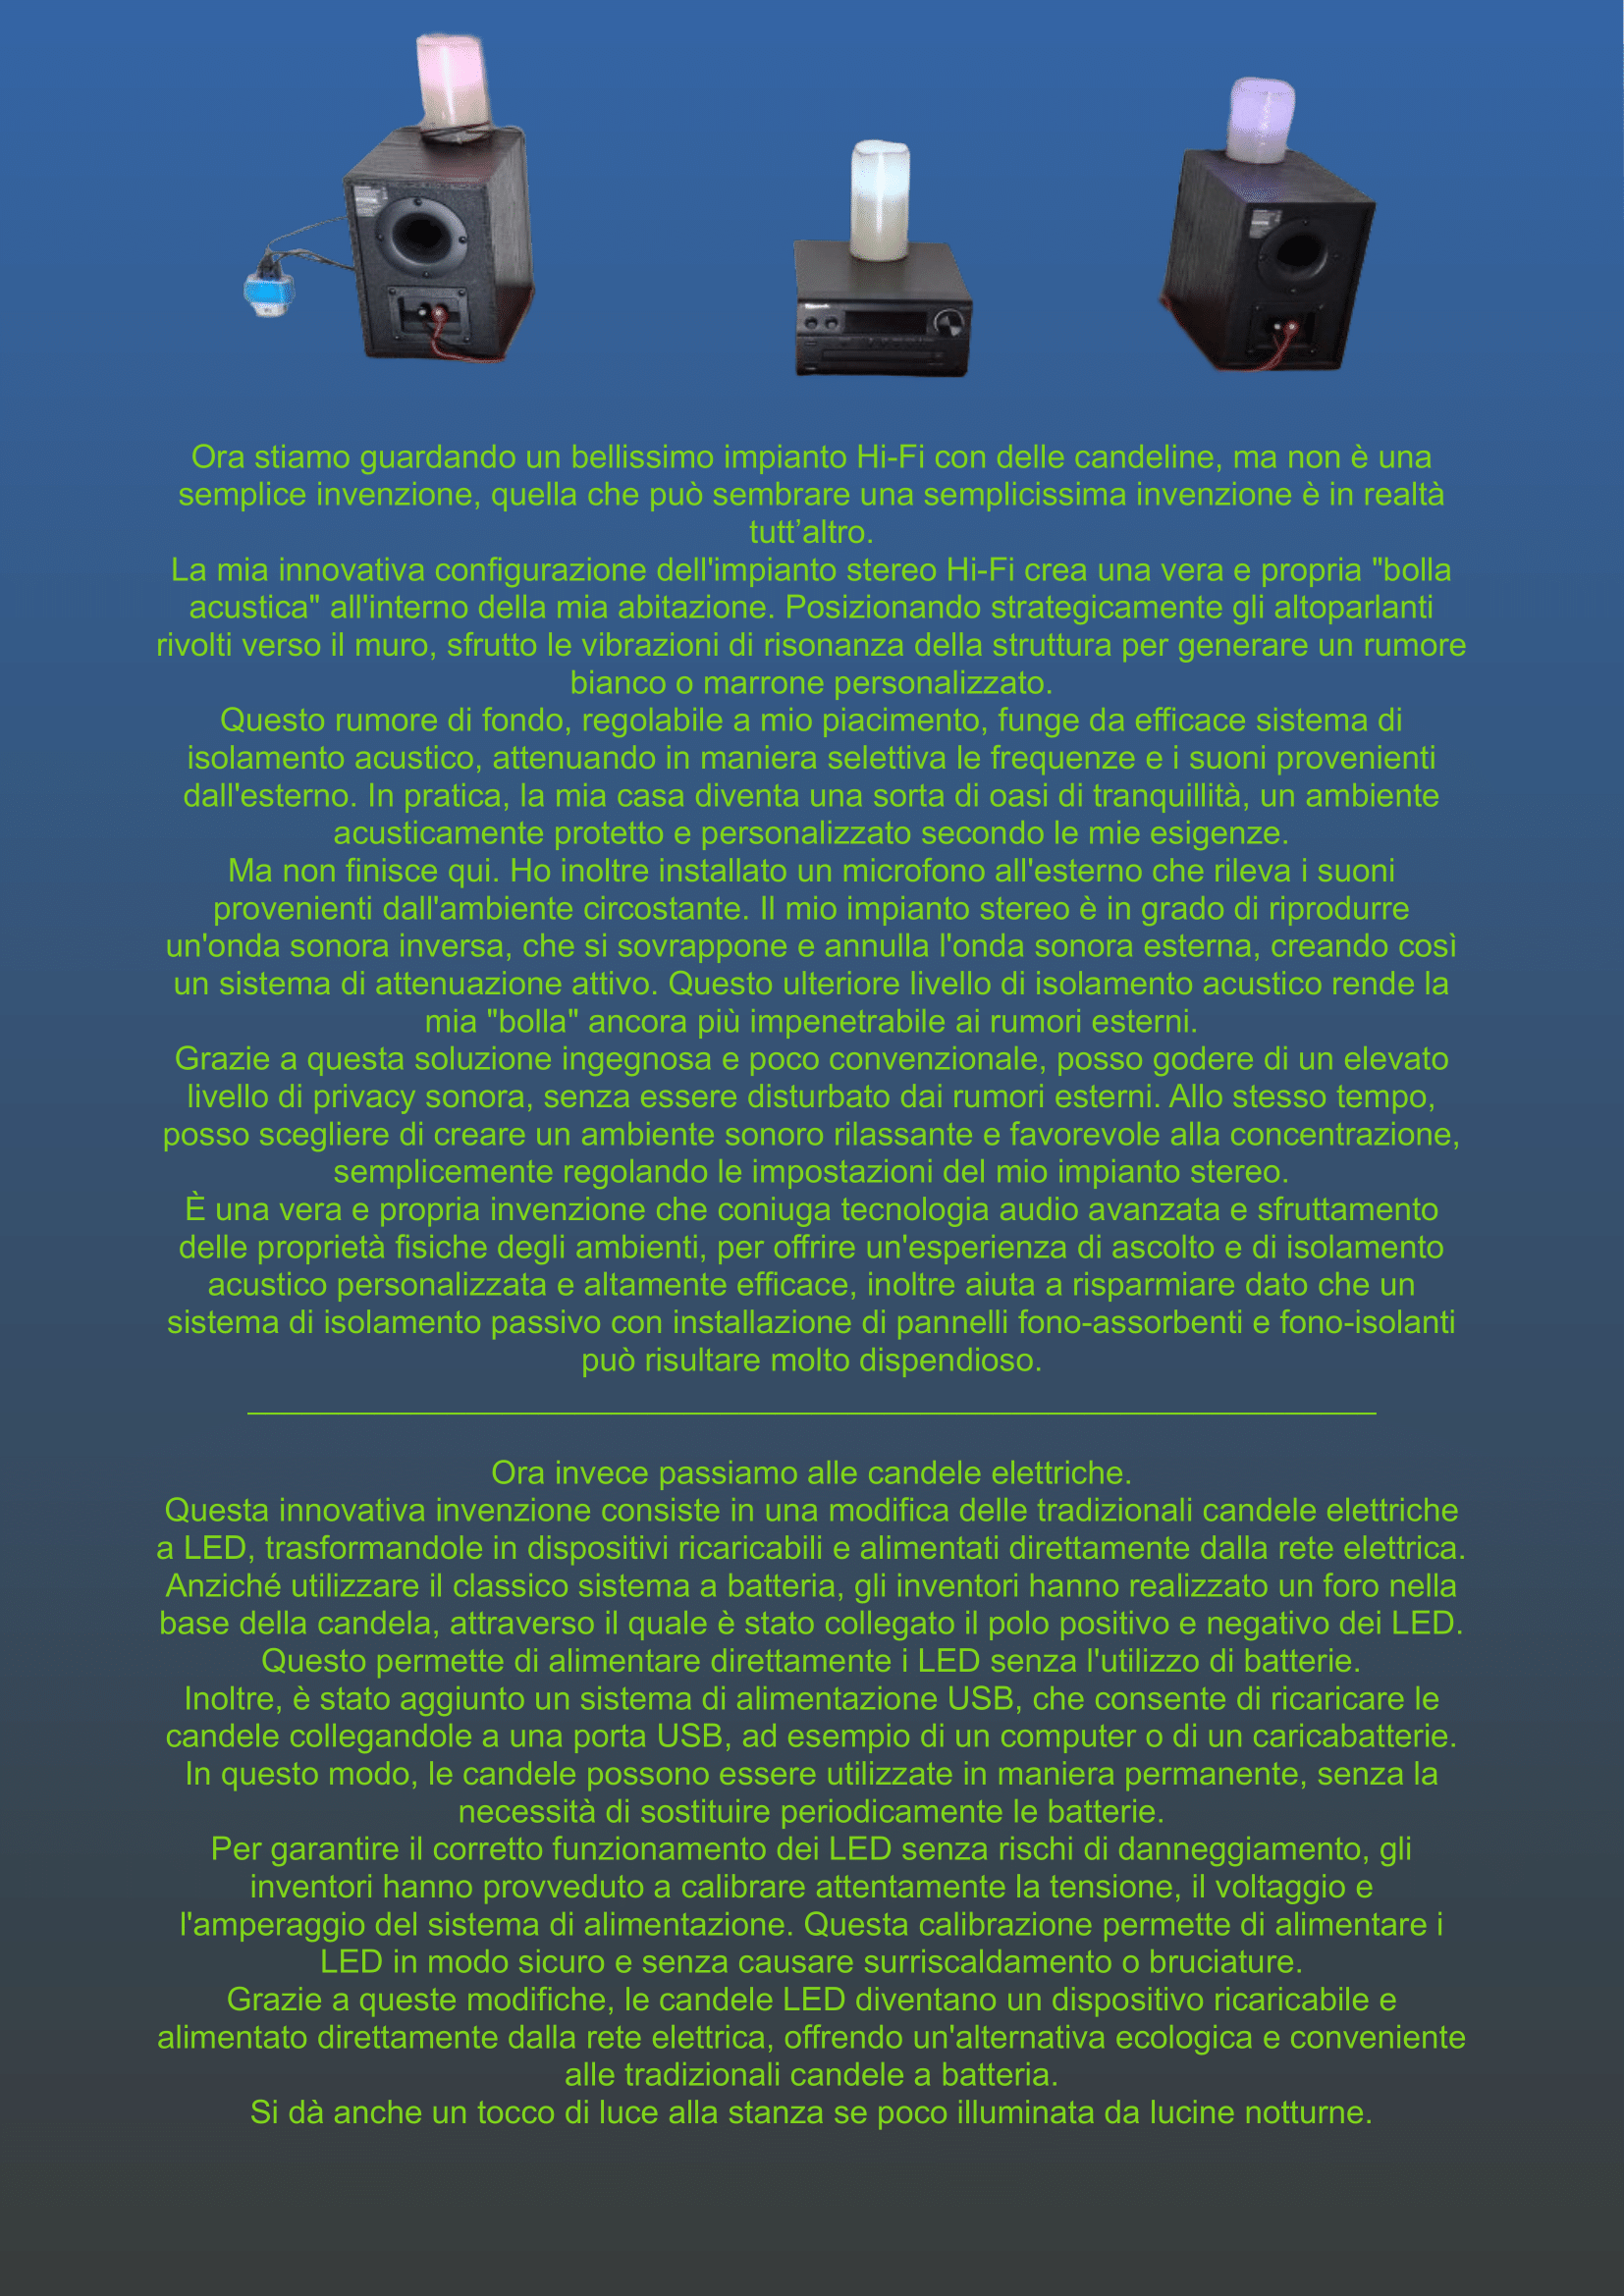 Ora stiamo guardando un bellissimo impianto Hi-Fi con delle candeline, ma non è una
semplice invenzione, quella che può sembrare una semplicissima invenzione è in realtà
tutt’altro.
La mia innovativa configurazione dell'impianto stereo Hi-Fi crea una vera e propria "bolla
acustica" all'interno della mia abitazione. Posizionando strategicamente gli altoparlanti
rivolti verso il muro, sfrutto le vibrazioni di risonanza della struttura per generare un rumore
bianco o marrone personalizzato.
Questo rumore di fondo, regolabile a mio piacimento, funge da efficace sistema di
isolamento acustico, attenuando in maniera selettiva le frequenze e i suoni provenienti
dall'esterno. In pratica, la mia casa diventa una sorta di oasi di tranquillità, un ambiente
acusticamente protetto e personalizzato secondo le mie esigenze.
Ma non finisce qui. Ho inoltre installato un microfono all'esterno che rileva i suoni
provenienti dall'ambiente circostante. Il mio impianto stereo è in grado di riprodurre
un'onda sonora inversa, che si sovrappone e annulla l'onda sonora esterna, creando così
un sistema di attenuazione attivo. Questo ulteriore livello di isolamento acustico rende la
mia "bolla" ancora più impenetrabile ai rumori esterni.
Grazie a questa soluzione ingegnosa e poco convenzionale, posso godere di un elevato
livello di privacy sonora, senza essere disturbato dai rumori esterni. Allo stesso tempo,
posso scegliere di creare un ambiente sonoro rilassante e favorevole alla concentrazione,
semplicemente regolando le impostazioni del mio impianto stereo.
È una vera e propria invenzione che coniuga tecnologia audio avanzata e sfruttamento
delle proprietà fisiche degli ambienti, per offrire un'esperienza di ascolto e di isolamento
acustico personalizzata e altamente efficace, inoltre aiuta a risparmiare dato che un
sistema di isolamento passivo con installazione di pannelli fono-assorbenti e fono-isolanti
può risultare molto dispendioso.
Ora invece passiamo alle candele elettriche.
Questa innovativa invenzione consiste in una modifica delle tradizionali candele elettriche
a LED, trasformandole in dispositivi ricaricabili e alimentati direttamente dalla rete elettrica.
Anziché utilizzare il classico sistema a batteria, gli inventori hanno realizzato un foro nella
base della candela, attraverso il quale è stato collegato il polo positivo e negativo dei LED.
Questo permette di alimentare direttamente i LED senza l'utilizzo di batterie.
Inoltre, è stato aggiunto un sistema di alimentazione USB, che consente di ricaricare le
candele collegandole a una porta USB, ad esempio di un computer o di un caricabatterie.
In questo modo, le candele possono essere utilizzate in maniera permanente, senza la
necessità di sostituire periodicamente le batterie.
Per garantire il corretto funzionamento dei LED senza rischi di danneggiamento, gli
inventori hanno provveduto a calibrare attentamente la tensione, il voltaggio e
l'amperaggio del sistema di alimentazione. Questa calibrazione permette di alimentare i
LED in modo sicuro e senza causare surriscaldamento o bruciature.
Grazie a queste modifiche, le candele LED diventano un dispositivo ricaricabile e
alimentato direttamente dalla rete elettrica, offrendo un'alternativa ecologica e conveniente
alle tradizionali candele a batteria.
Si dà anche un tocco di luce alla stanza se poco illuminata da lucine notturne.